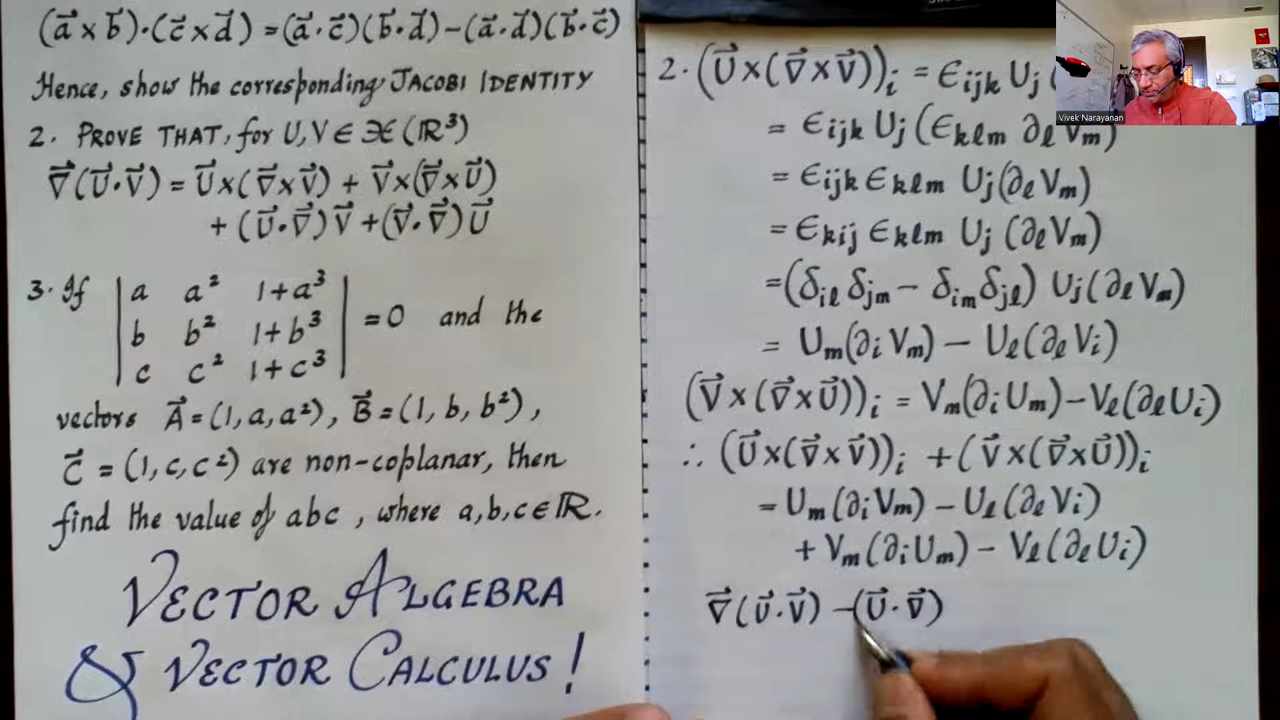 (a⃗ × b⃗)·(c⃗ × d⃗) = (a⃗·c⃗)(b⃗·d⃗) − (a⃗·d⃗)(b⃗·c⃗)
Hence, show the corresponding JACOBI IDENTITY
2. PROVE THAT, for U, V ∈ 𝔛(ℝ³)
∇⃗(U⃗·V⃗) = U⃗×(∇⃗×V⃗) + V⃗×(∇⃗×U⃗)
+ (U⃗·∇⃗)V⃗ + (V⃗·∇⃗)U⃗
3. If | a a² 1+a³ |
| b b² 1+b³ | = 0 and the
| c c² 1+c³ |
vectors A⃗ = (1, a, a²), B⃗ = (1, b, b²),
C⃗ = (1, c, c²) are non-coplanar, then
find the value of abc, where a, b, c ∈ ℝ.
VECTOR ALGEBRA
& VECTOR CALCULUS!
2. (U⃗×(∇⃗×V⃗))ᵢ = ϵijk Uj (
= ϵijk Uj (ϵklm ∂l Vm)
= ϵijk ϵklm Uj(∂l Vm)
= ϵkij ϵklm Uj (∂l Vm)
= (δil δjm − δim δjl) Uj(∂l Vm)
= Um(∂i Vm) − Ul(∂l Vi)
(V⃗×(∇⃗×U⃗))i = Vm(∂i Um) − Vl(∂l Ui)
∴ (U⃗×(∇⃗×V⃗))i + (V⃗×(∇⃗×U⃗))i
= Um(∂i Vm) − Ul(∂l Vi)
+ Vm(∂i Um) − Vl(∂l Ui)
∇⃗(U⃗·V⃗) − (U⃗·∇⃗)
Vivek Narayanan